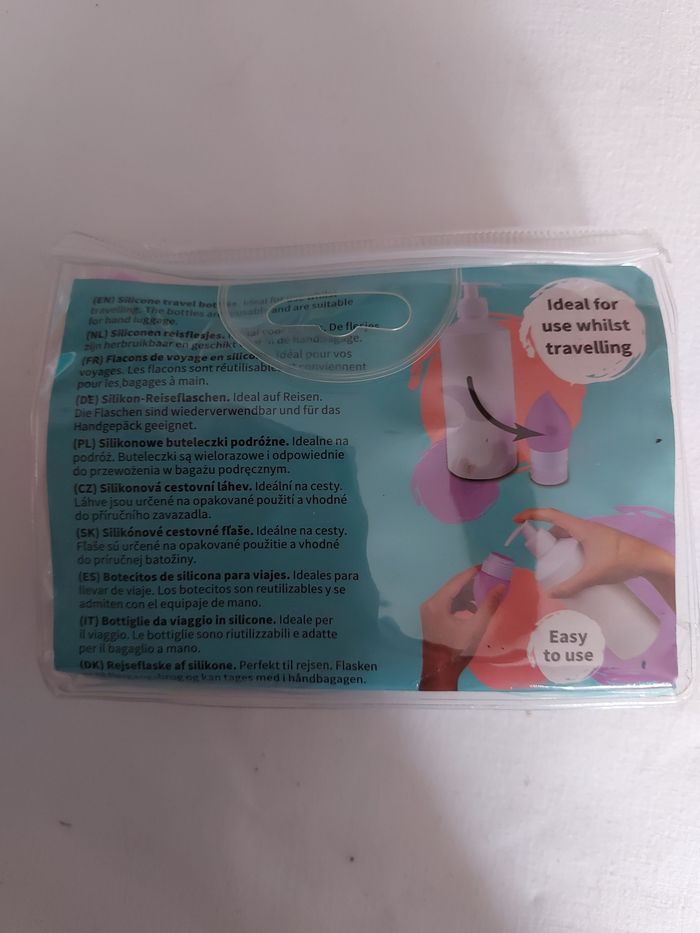 (EN) Silicone travel bottles. Ideal for use whilst
travelling. The bottles are reusable and are suitable
for hand luggage.
(NL) Siliconen reisflesjes. De flesjes
zijn herbruikbaar en geschikt handbagage.
(FR) Flacons de voyage en silicone. Idéal pour vos
voyages. Les flacons sont réutilisables conviennent
pour les bagages à main.
(DE) Silikon-Reiseflaschen. Ideal auf Reisen.
Die Flaschen sind wiederverwendbar und für das
Handgepäck geeignet.
(PL) Silikonowe buteleczki podróżne. Idealne na
podróż. Buteleczki są wielorazowe i odpowiednie
do przewożenia w bagażu podręcznym.
(CZ) Silikonová cestovní láhev. Ideální na cesty.
Láhve jsou určené na opakované použití a vhodné
do příručního zavazadla.
(SK) Silikónové cestovné fľaše. Ideálne na cesty.
Fľaše sú určené na opakované použitie a vhodné
do príručnej batožiny.
(ES) Botecitos de silicona para viajes. Ideales para
llevar de viaje. Los botecitos son reutilizables y se
admiten con el equipaje de mano.
(IT) Bottiglie da viaggio in silicone. Ideale per
il viaggio. Le bottiglie sono riutilizzabili e adatte
per il bagaglio a mano.
(DK) Rejseflaske af silikone. Perfekt til rejsen. Flasken
og kan tages med i håndbagagen.
Ideal for
use whilst
travelling
Easy
to use